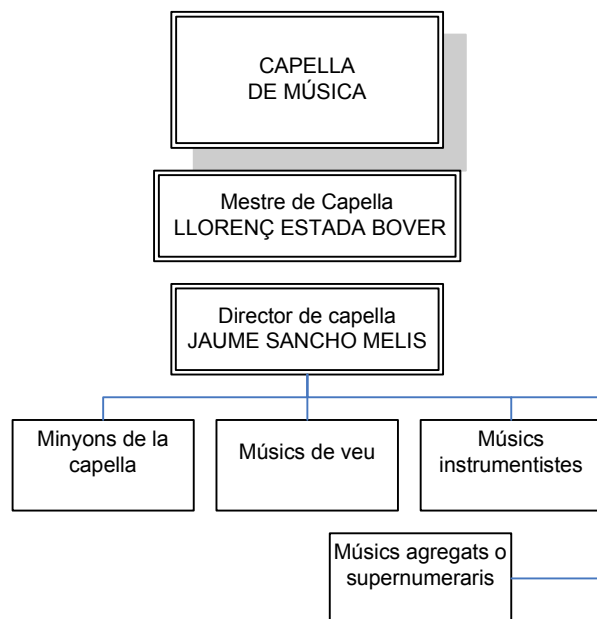 CAPELLA
DE MÚSICA
Mestre de Capella
LLORENÇ ESTADA BOVER
Director de capella
JAUME SANCHO MELIS
Minyons de la
capella
Músics de veu
Músics
instrumentistes
Músics agregats o
supernumeraris